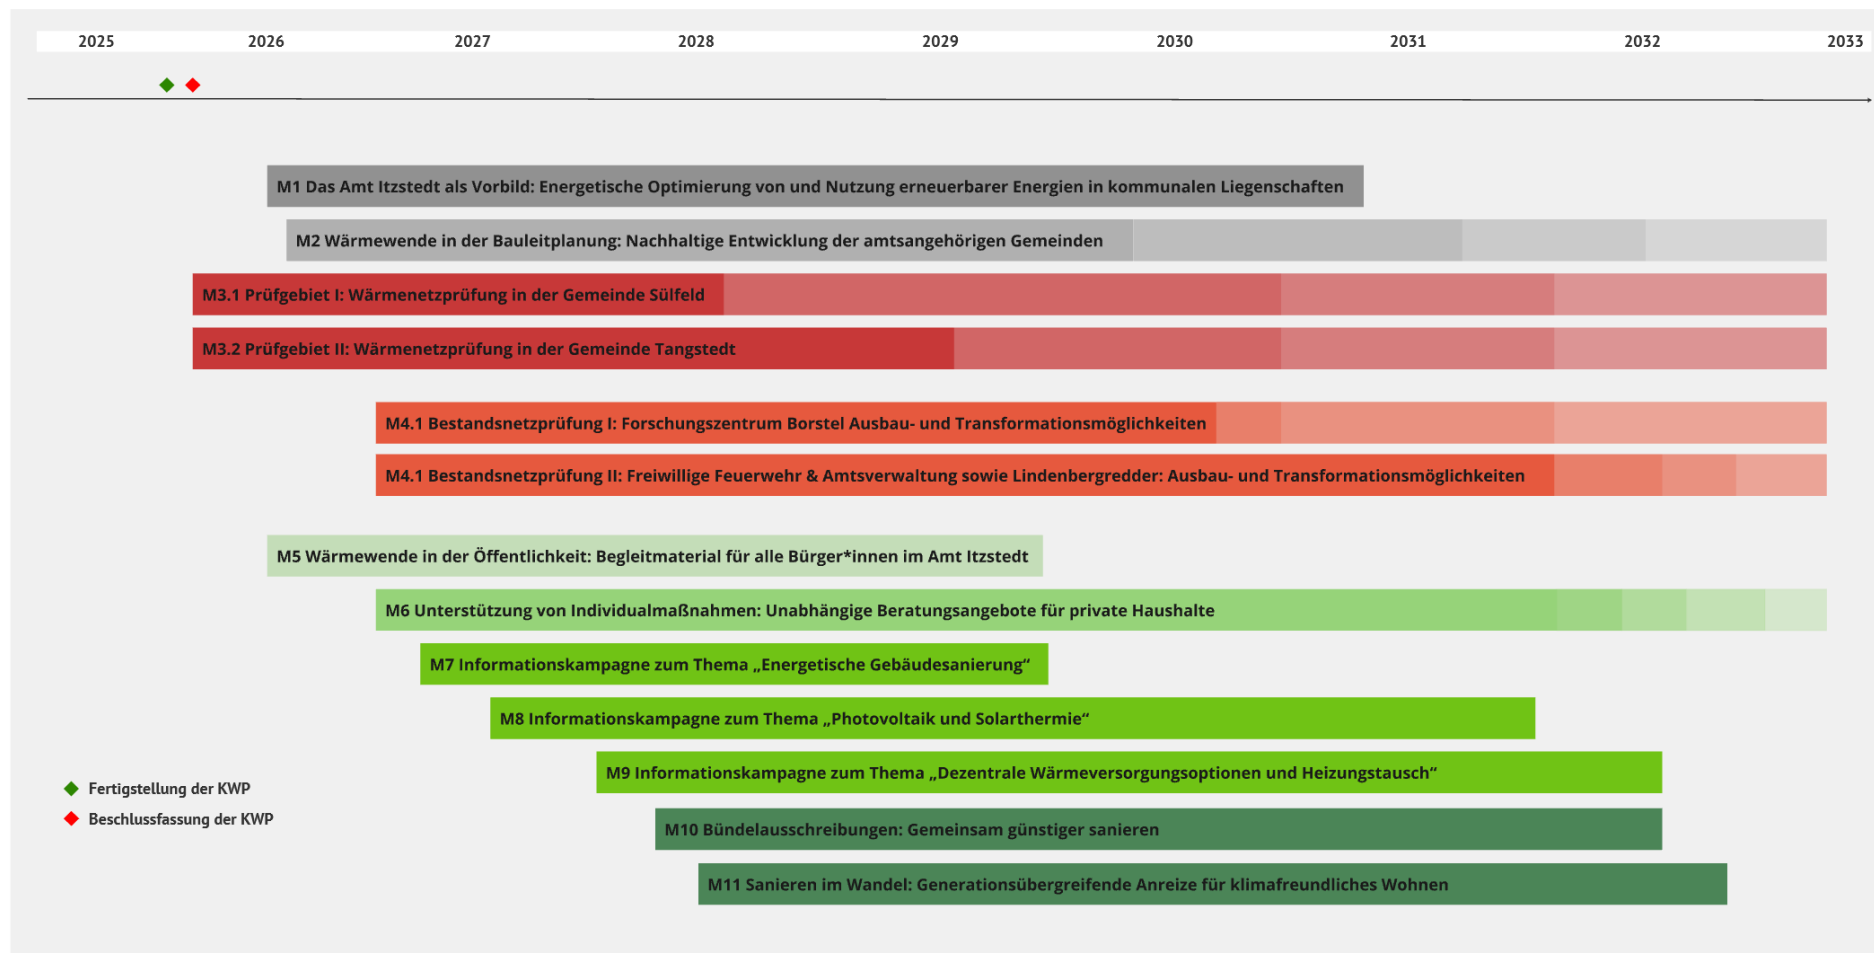 2025 2026 2027 2028 2029 2030 2031 2032 2033
M1 Das Amt Itzstedt als Vorbild: Energetische Optimierung von und Nutzung erneuerbarer Energien in kommunalen Liegenschaften
M2 Wärmewende in der Bauleitplanung: Nachhaltige Entwicklung der amtsangehörigen Gemeinden
M3.1 Prüfgebiet I: Wärmenetzprüfung in der Gemeinde Sülfeld
M3.2 Prüfgebiet II: Wärmenetzprüfung in der Gemeinde Tangstedt
M4.1 Bestandsnetzprüfung I: Forschungszentrum Borstel Ausbau- und Transformationsmöglichkeiten
M4.1 Bestandsnetzprüfung II: Freiwillige Feuerwehr & Amtsverwaltung sowie Lindenbergredder: Ausbau- und Transformationsmöglichkeiten
M5 Wärmewende in der Öffentlichkeit: Begleitmaterial für alle Bürger*innen im Amt Itzstedt
M6 Unterstützung von Individualmaßnahmen: Unabhängige Beratungsangebote für private Haushalte
M7 Informationskampagne zum Thema „Energetische Gebäudesanierung“
M8 Informationskampagne zum Thema „Photovoltaik und Solarthermie“
M9 Informationskampagne zum Thema „Dezentrale Wärmeversorgungsoptionen und Heizungstausch“
Fertigstellung der KWP
Beschlussfassung der KWP
M10 Bündelausschreibungen: Gemeinsam günstiger sanieren
M11 Sanieren im Wandel: Generationsübergreifende Anreize für klimafreundliches Wohnen